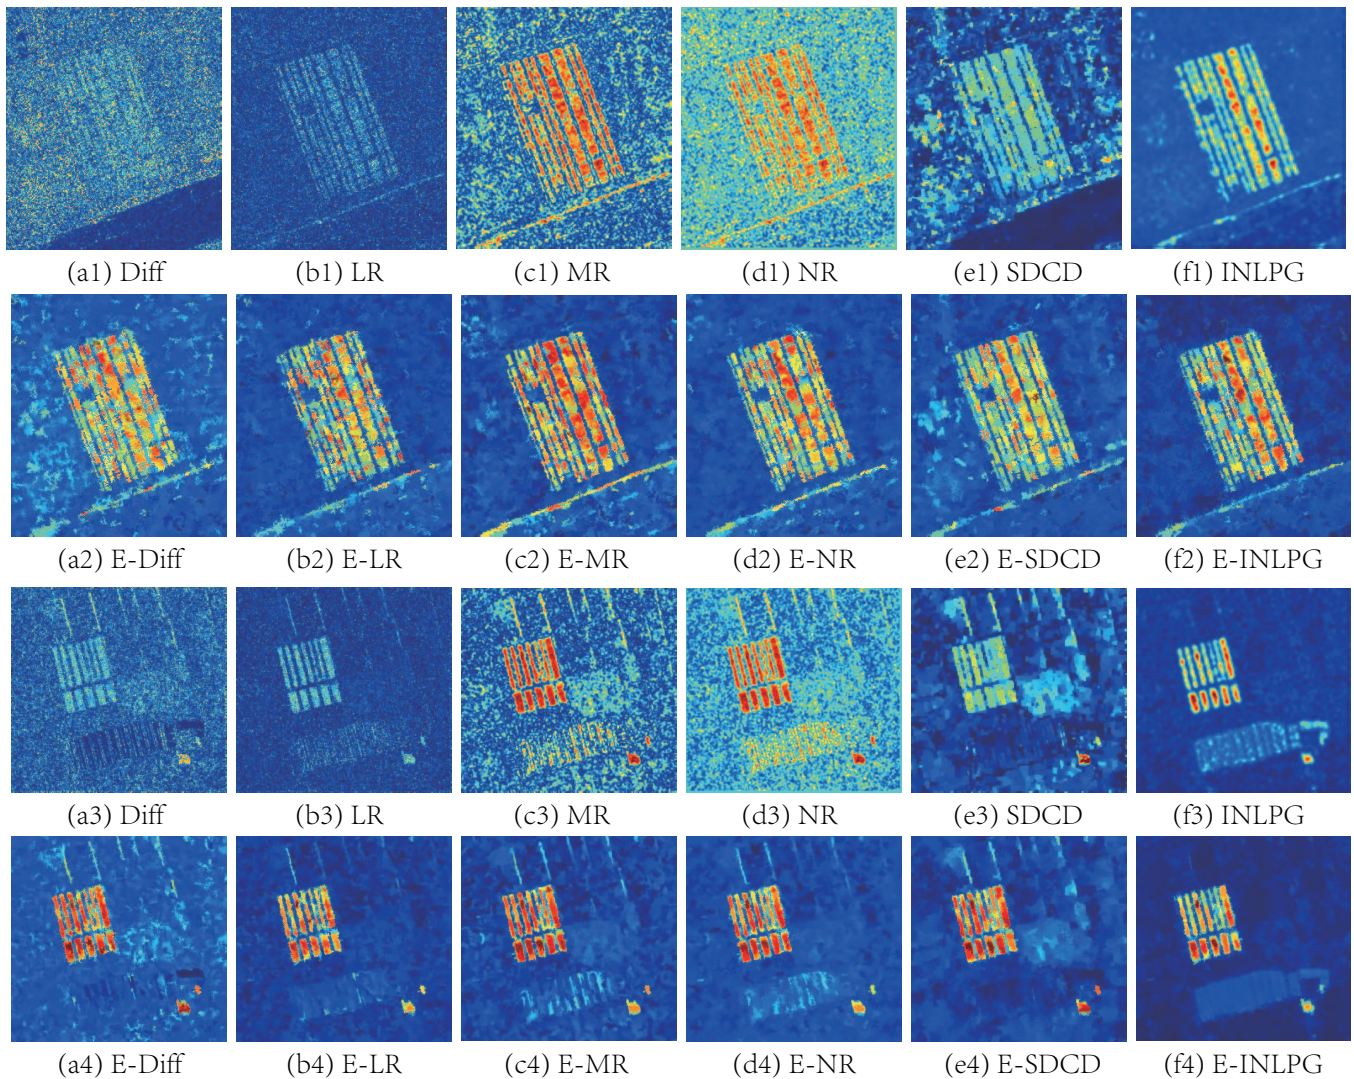 (a1) Diff (b1) LR (c1) MR (d1) NR (e1) SDCD (f1) INLPG
(a2) E-Diff (b2) E-LR (c2) E-MR (d2) E-NR (e2) E-SDCD (f2) E-INLPG
(a3) Diff (b3) LR (c3) MR (d3) NR (e3) SDCD (f3) INLPG
(a4) E-Diff (b4) E-LR (c4) E-MR (d4) E-NR (e4) E-SDCD (f4) E-INLPG